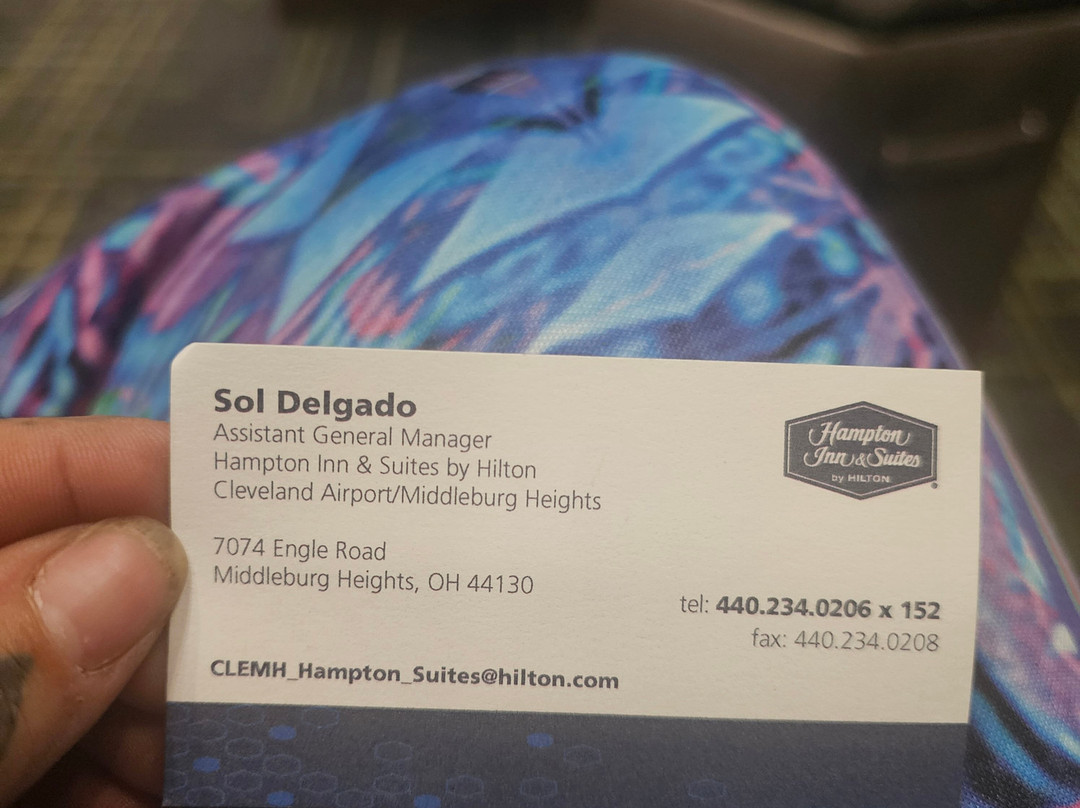 Sol Delgado
Assistant General Manager
Hampton Inn & Suites by Hilton
Cleveland Airport/Middleburg Heights
Hampton
Inn & Suites
by HILTON
7074 Engle Road
Middleburg Heights, OH 44130
tel: 440.234.0206 x 152
fax: 440.234.0208
CLEMH_Hampton_Suites@hilton.com